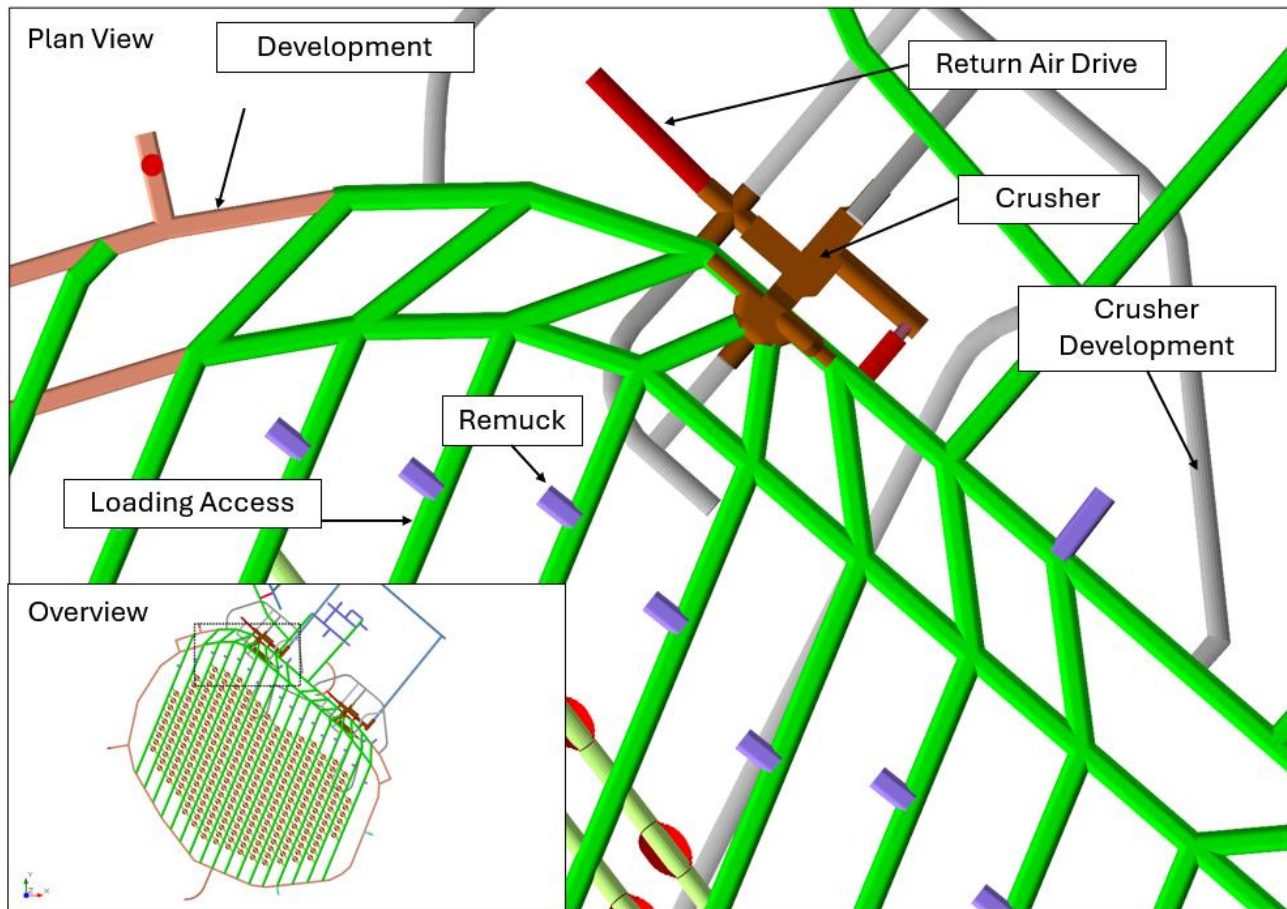 Plan View
Development
Return Air Drive
Crusher
Crusher
Development
Remuck
Loading Access
Overview
Y
Z
X